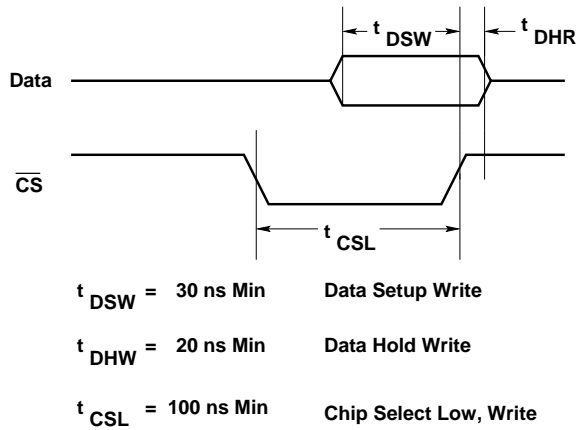 t DSW
t DHR
Data
C̅S̅
t CSL
t DSW = 30 ns Min Data Setup Write
t DHW = 20 ns Min Data Hold Write
t CSL = 100 ns Min Chip Select Low, Write